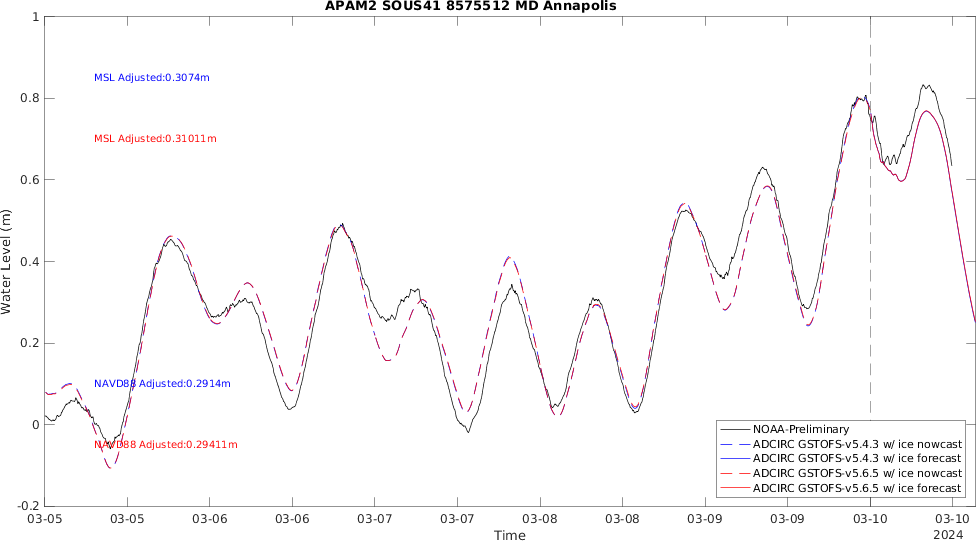 APAM2 SOUS41 8575512 MD Annapolis
1
0.8
0.6
0.4
0.2
0
-0.2
Water Level (m)
MSL Adjusted:0.3074m
MSL Adjusted:0.31011m
NAVD88 Adjusted:0.2914m
NAVD88 Adjusted:0.29411m
NOAA-Preliminary
ADCIRC GSTOFS-v5.4.3 w/ ice nowcast
ADCIRC GSTOFS-v5.4.3 w/ ice forecast
ADCIRC GSTOFS-v5.6.5 w/ ice nowcast
ADCIRC GSTOFS-v5.6.5 w/ ice forecast
03-05 03-05 03-06 03-06 03-07 03-07 03-08 03-08 03-09 03-09 03-10 03-10
Time
2024